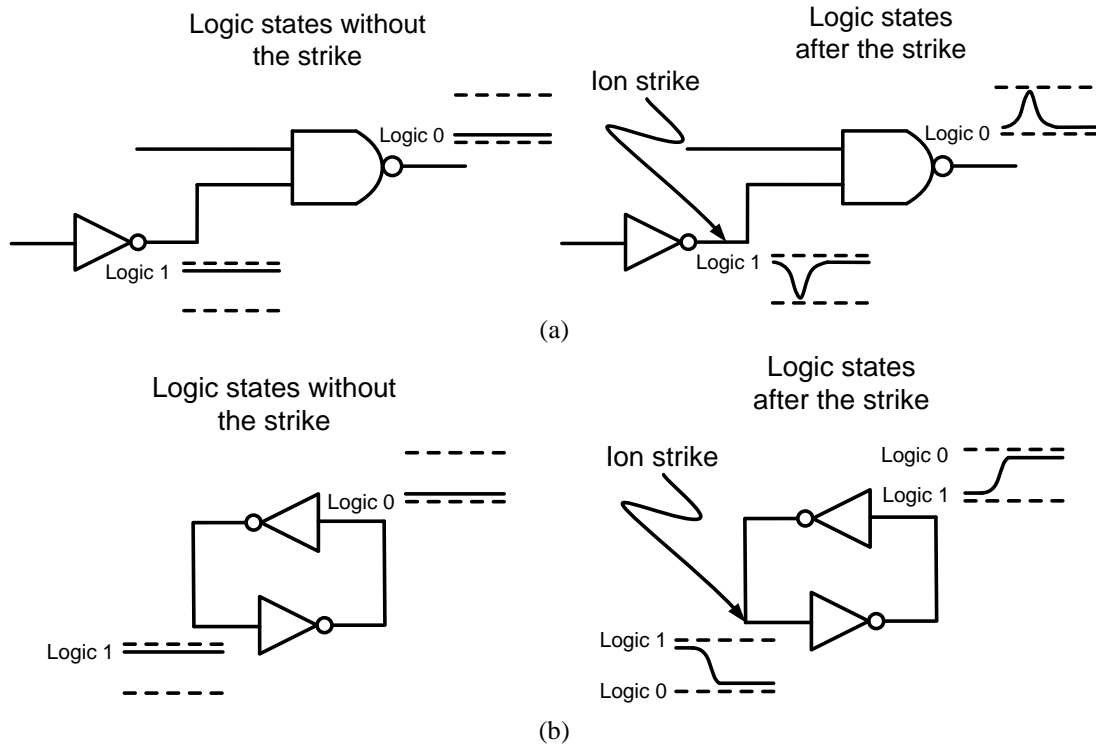 Logic states without
the strike
Logic states
after the strike
Ion strike
Logic 0
Logic 0
Logic 1
Logic 1
(a)
Logic states without
the strike
Logic states
after the strike
Ion strike
Logic 0
Logic 0
Logic 1
Logic 1
Logic 1
Logic 0
(b)